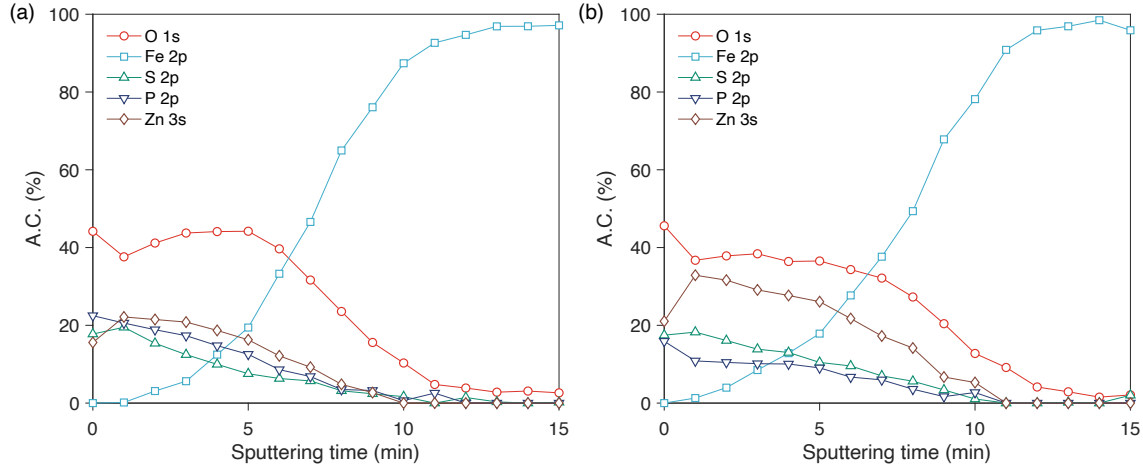 (a)
100
80
60
40
20
0
A.C. (%)
O 1s
Fe 2p
S 2p
P 2p
Zn 3s
0 5 10 15
Sputtering time (min)
(b)
100
80
60
40
20
0
A.C. (%)
O 1s
Fe 2p
S 2p
P 2p
Zn 3s
0 5 10 15
Sputtering time (min)